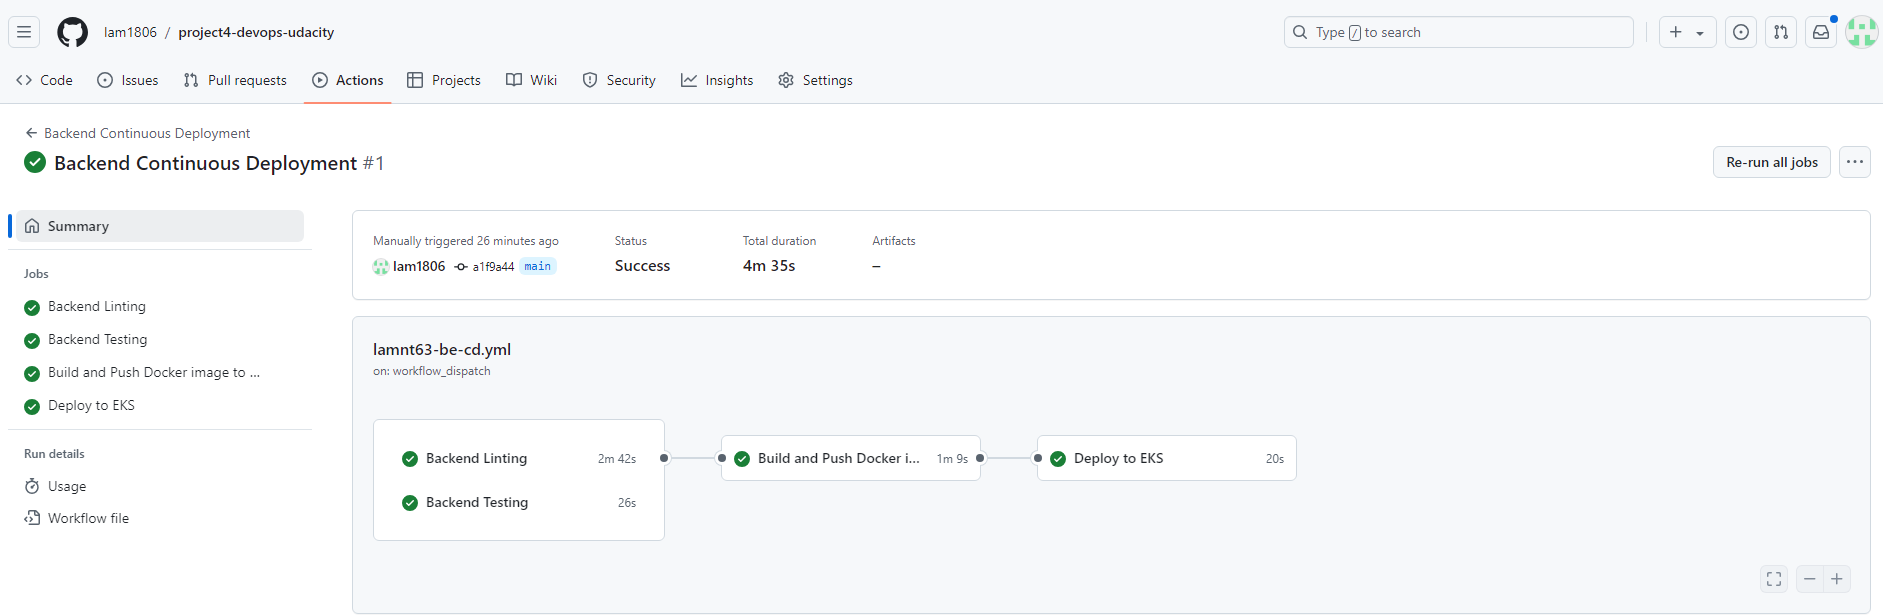 lam1806 / project4-devops-udacity
Type / to search
Code
Issues
Pull requests
Actions
Projects
Wiki
Security
Insights
Settings
Backend Continuous Deployment
Backend Continuous Deployment #1
Re-run all jobs
Summary
Jobs
Backend Linting
Backend Testing
Build and Push Docker image to ...
Deploy to EKS
Run details
Usage
Workflow file
Manually triggered 26 minutes ago
lam1806 a1f9a44 main
Status
Success
Total duration
4m 35s
Artifacts
–
lamnt63-be-cd.yml
on: workflow_dispatch
Backend Linting 2m 42s
Backend Testing 26s
Build and Push Docker i... 1m 9s
Deploy to EKS 20s